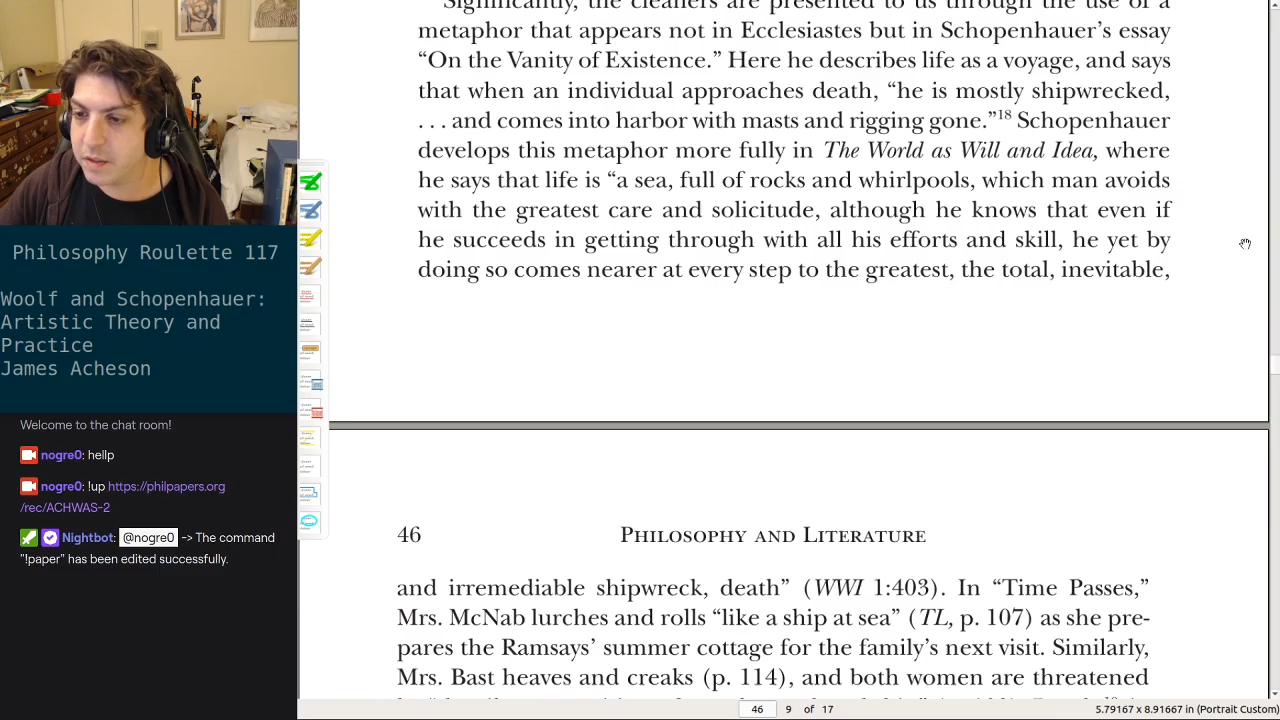 Philosophy Roulette 117
Woolf and Schopenhauer:
Artistic Theory and
Practice
James Acheson
Welcome to the chat room!
nogre0: hellp
nogre0: !up https://philpapers.org
/rec/ACHWAS-2
Nightbot: @nogre0 -> The command
"!paper" has been edited successfully.
Significantly, the cleaners are presented to us through the use of a
metaphor that appears not in Ecclesiastes but in Schopenhauer's essay
“On the Vanity of Existence.” Here he describes life as a voyage, and says
that when an individual approaches death, “he is mostly shipwrecked,
. . . and comes into harbor with masts and rigging gone.”18 Schopenhauer
develops this metaphor more fully in The World as Will and Idea, where
he says that life is “a sea, full of rocks and whirlpools, which man avoids
with the greatest care and solicitude, although he knows that even if
he succeeds in getting through with all his efforts and skill, he yet by
doing so comes nearer at every step to the greatest, the total, inevitable,
46 Philosophy and Literature
and irremediable shipwreck, death” (WWI 1:403). In “Time Passes,”
Mrs. McNab lurches and rolls “like a ship at sea” (TL, p. 107) as she pre-
pares the Ramsays’ summer cottage for the family’s next visit. Similarly,
Mrs. Bast heaves and creaks (p. 114), and both women are threatened
46 9 of 17 5.79167 x 8.91667 in (Portrait Custom)